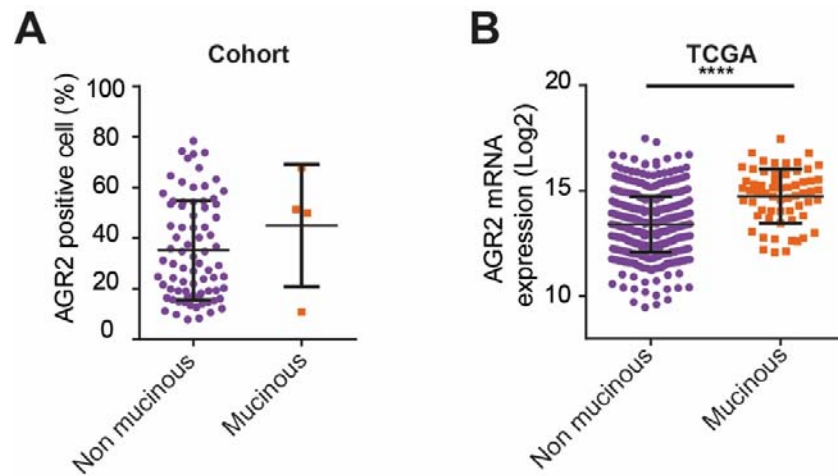 A
Cohort
AGR2 positive cell (%)
100
80
60
40
20
0
Non mucinous
Mucinous
B
TCGA
****
AGR2 mRNA
expression (Log2)
20
15
10
Non mucinous
Mucinous